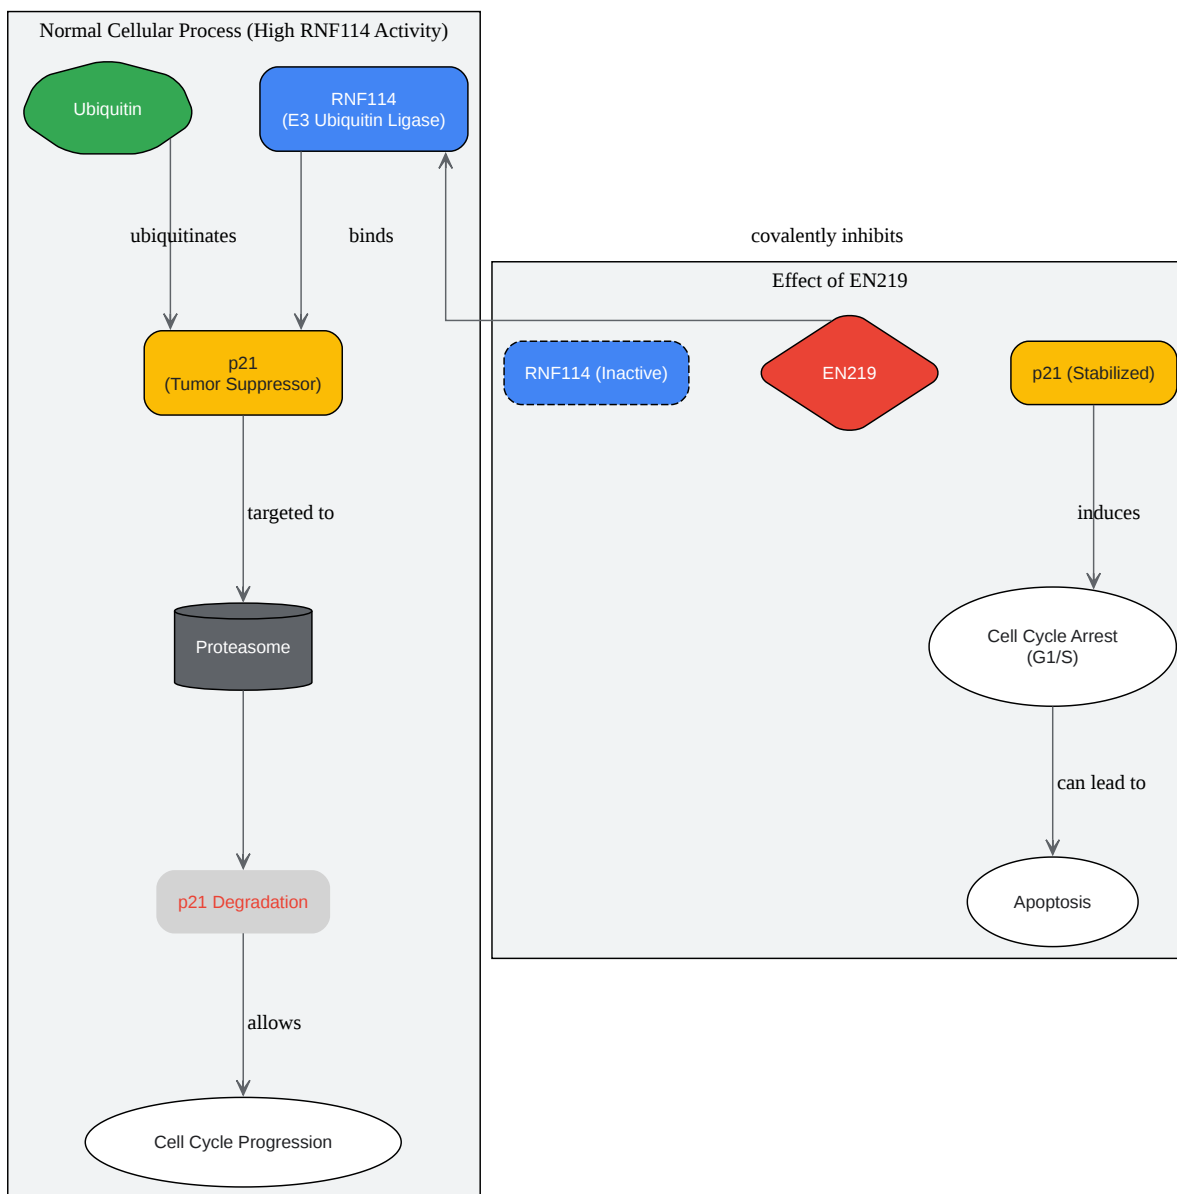 Normal Cellular Process (High RNF114 Activity)
Ubiquitin
RNF114
(E3 Ubiquitin Ligase)
ubiquitinates
binds
p21
(Tumor Suppressor)
targeted to
Proteasome
p21 Degradation
allows
Cell Cycle Progression
covalently inhibits
Effect of EN219
RNF114 (Inactive)
EN219
p21 (Stabilized)
induces
Cell Cycle Arrest
(G1/S)
can lead to
Apoptosis